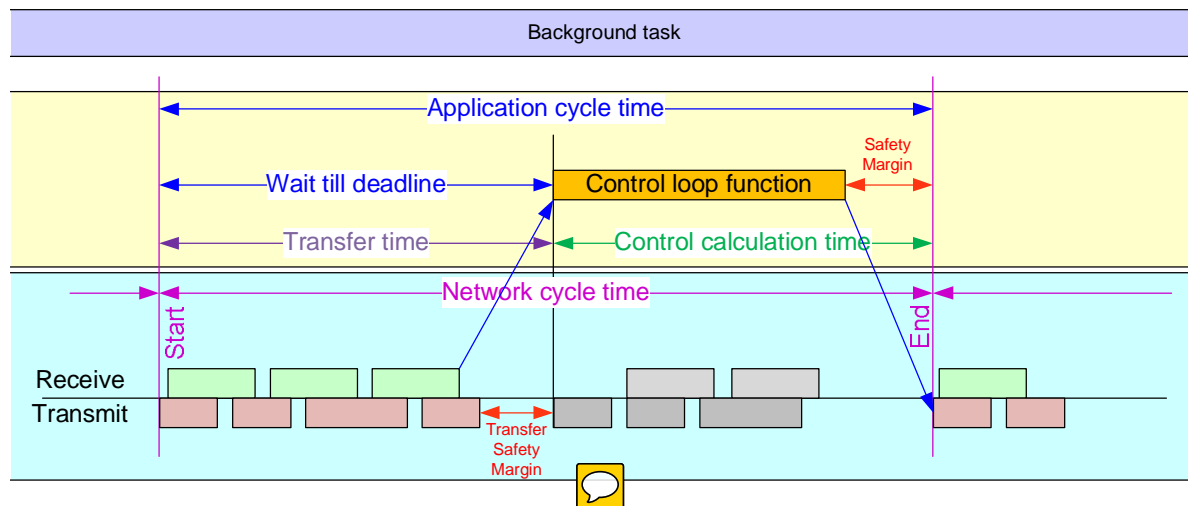 Background task
Application cycle time
Safety
Margin
Wait till deadline
Control loop function
Transfer time
Control calculation time
Network cycle time
Start
End
Receive
Transmit
Transfer
Safety
Margin